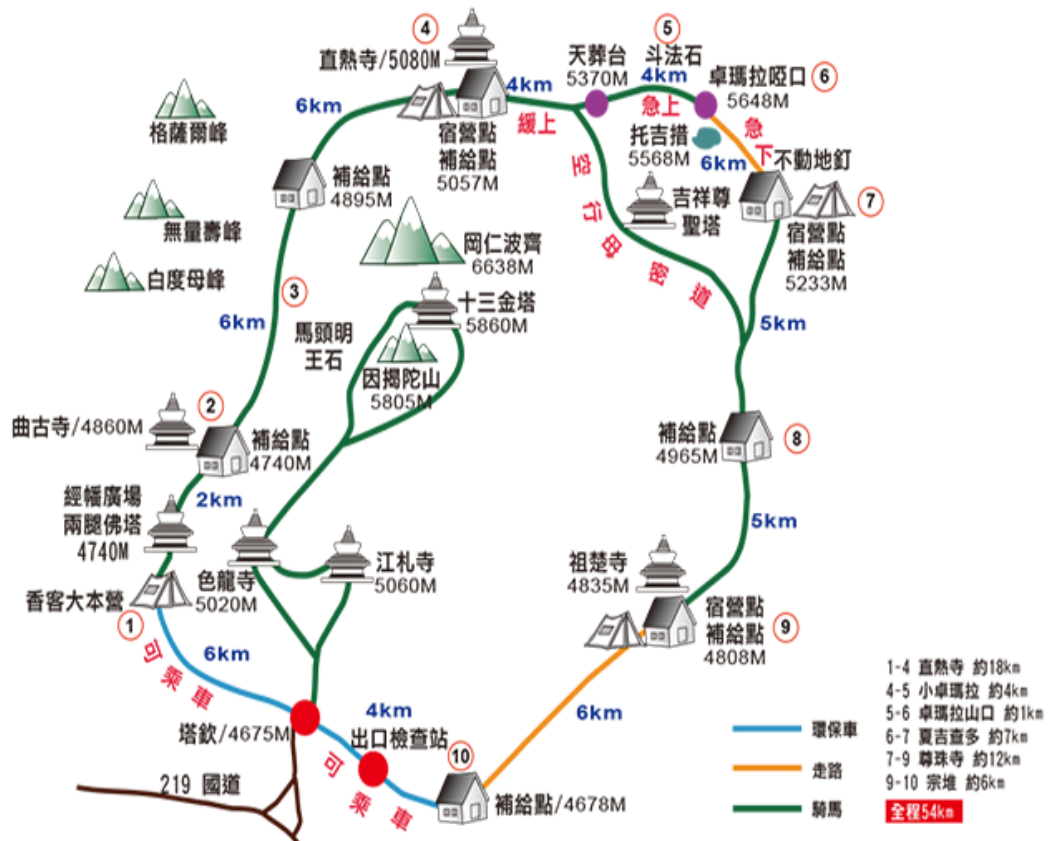 ④
直熱寺/5080M
天葬台
5370M
⑤
斗法石
4km
急上
卓瑪拉啞口
5648M
⑥
4km
緩上
6km
宿營點
補給點
5057M
格薩爾峰
補給點
4895M
托吉措
5568M
急
下
6km
不動地釘
⑦
宿營點
補給點
5233M
吉祥尊
聖塔
空行母密道
無量壽峰
白度母峰
岡仁波齊
6638M
③
6km
十三金塔
5860M
馬頭明
王石
因揭陀山
5805M
5km
②
曲古寺/4860M
補給點
4740M
補給點
4965M
⑧
2km
經幡廣場
兩腿佛塔
4740M
5km
色龍寺
5020M
江札寺
5060M
祖楚寺
4835M
香客大本營
①
宿營點
補給點
4808M
⑨
可乘車
6km
6km
塔欽/4675M
4km
出口檢查站
可乘車
⑩
補給點/4678M
219 國道
環保車
走路
騎馬
1-4 直熱寺 約18km
4-5 小卓瑪拉 約4km
5-6 卓瑪拉山口 約1km
6-7 夏吉查多 約7km
7-9 尊珠寺 約12km
9-10 宗堆 約6km
全程54km